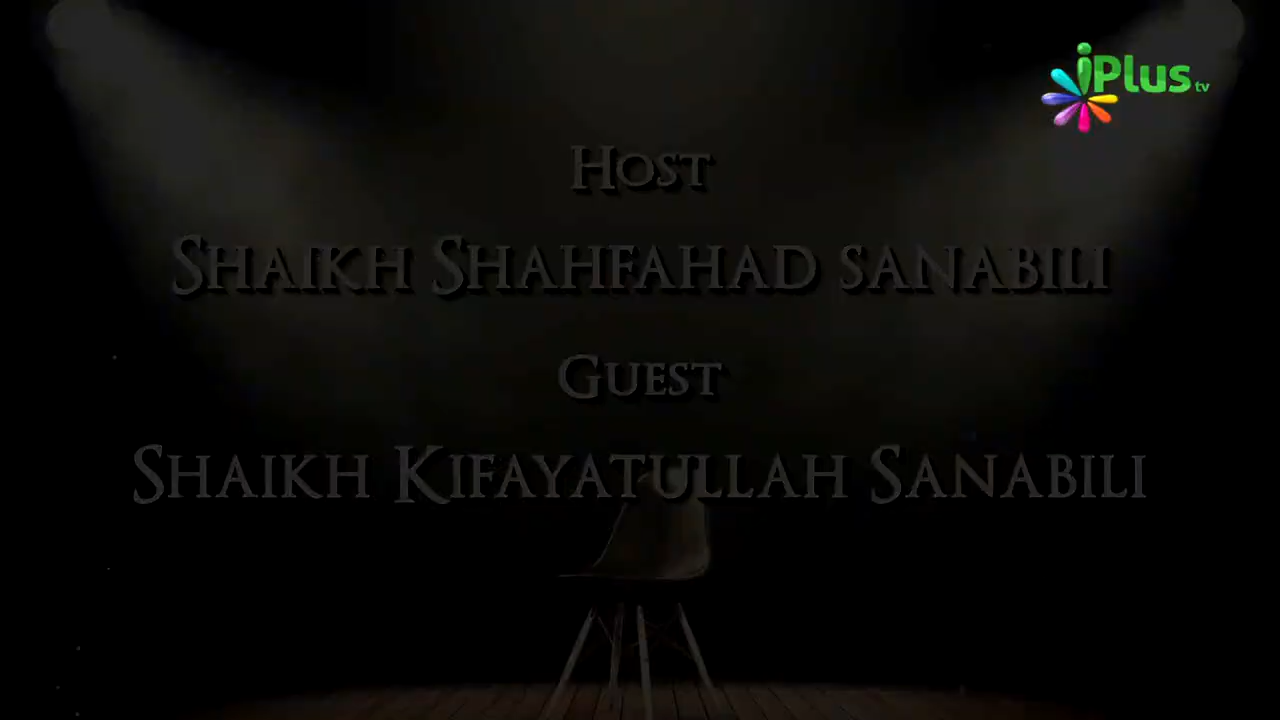 iPlus tv
Host
Shaikh Shahfahad sanabili
Guest
Shaikh Kifayatullah Sanabili